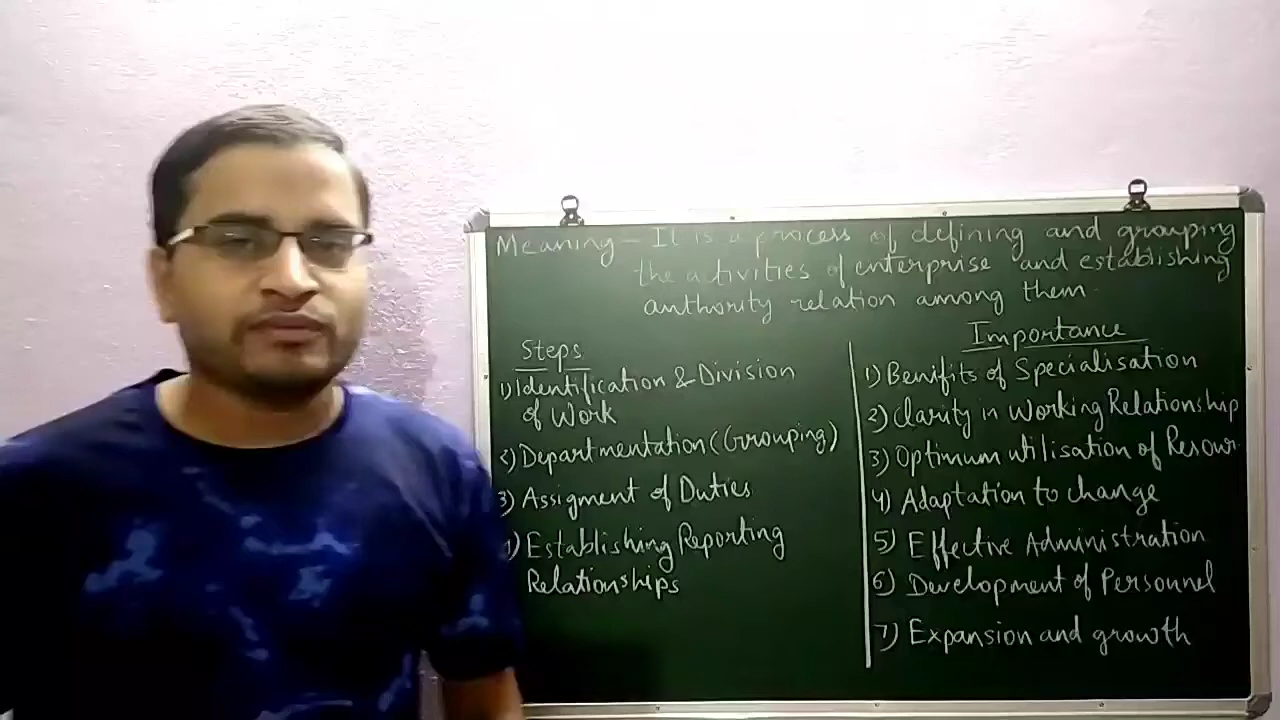 Meaning - It is a process of defining and grouping
the activities of enterprise and establishing
authority relation among them.
Steps
1) Identification & Division
of Work
2) Departmentation (Grouping)
3) Assigment of Duties
) Establishing Reporting
Relationships
Importance
1) Benifits of Specialisation
2) Clarity in Working Relationship
3) Optimum utilisation of Resour
4) Adaptation to change
5) Effective Administration
6) Development of Personnel
7) Expansion and growth